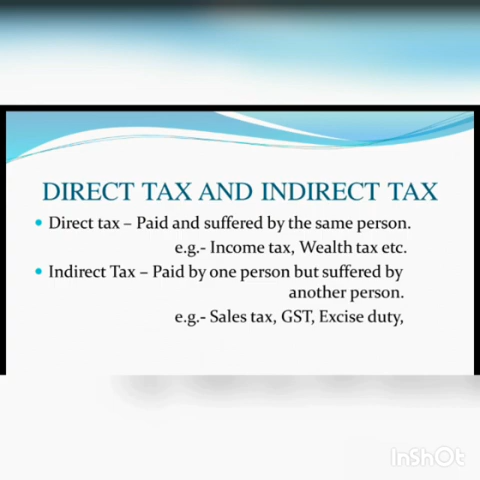 DIRECT TAX AND INDIRECT TAX
• Direct tax – Paid and suffered by the same person.
e.g.- Income tax, Wealth tax etc.
• Indirect Tax – Paid by one person but suffered by
another person.
e.g.- Sales tax, GST, Excise duty,
InShOt